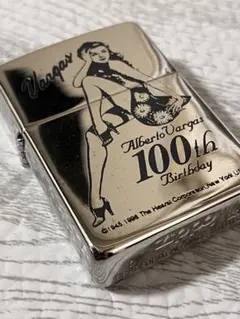 Vargas
Alberto Vargas
100th
Birthday
©1945, 1996 The Hearst Corporation, New York